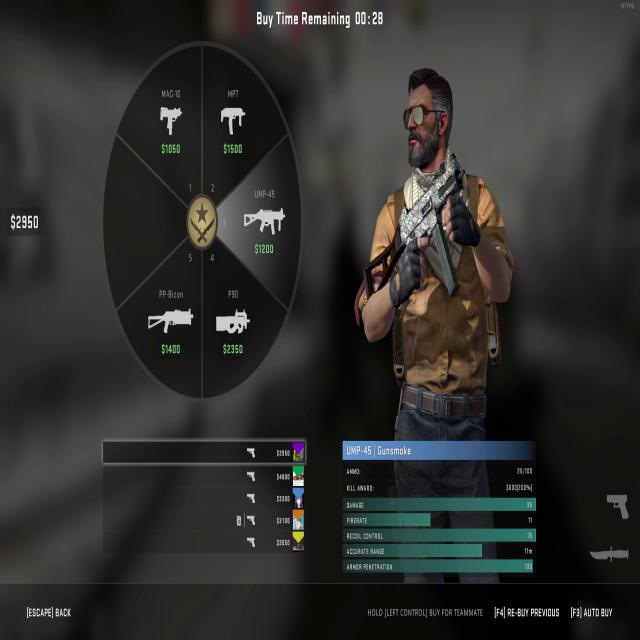 Buy Time Remaining 00:28
MAC-10
$1050
MP7
$1500
1
2
UMP-45
$1200
$2950
5
4
PP-Bizon
$1400
P90
$2350
$2950
$4800
$3300
$3100
$3050
UMP-45 | Gunsmoke
AMMO:
25/100
KILL AWARD:
$600(200%)
DAMAGE
35
FIRERATE
11
RECOIL CONTROL
ACCURATE RANGE
11m
ARMOR PENETRATION
130
[ESCAPE] BACK
HOLD [LEFT CONTROL] BUY FOR TEAMMATE
[F4] RE-BUY PREVIOUS
[F3] AUTO BUY